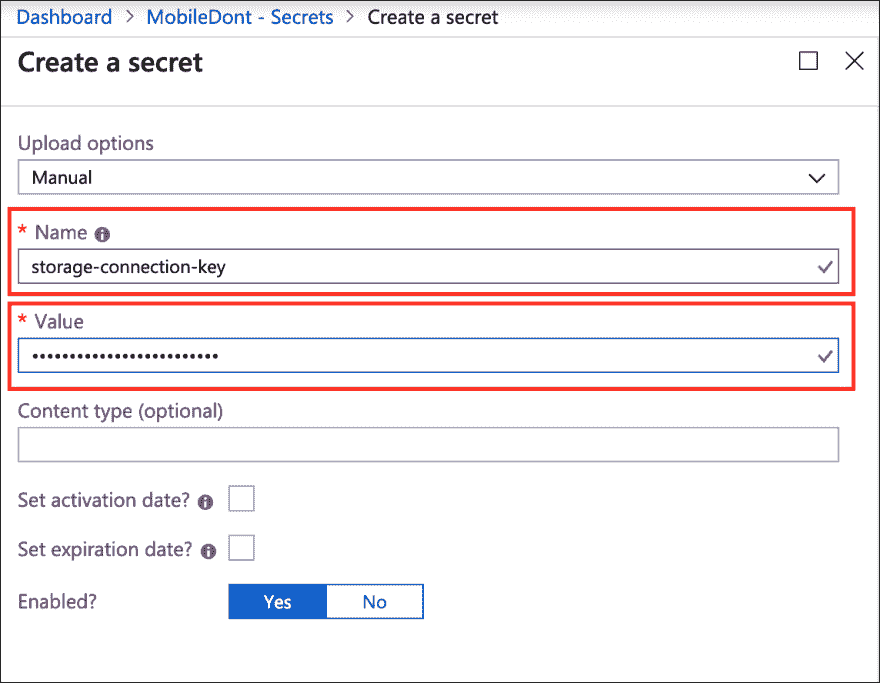 Dashboard > MobileDont - Secrets > Create a secret
Create a secret
Upload options
Manual
* Name
storage-connection-key
* Value
•••••••••••••••••••••••••
Content type (optional)
Set activation date?
Set expiration date?
Enabled?
Yes No